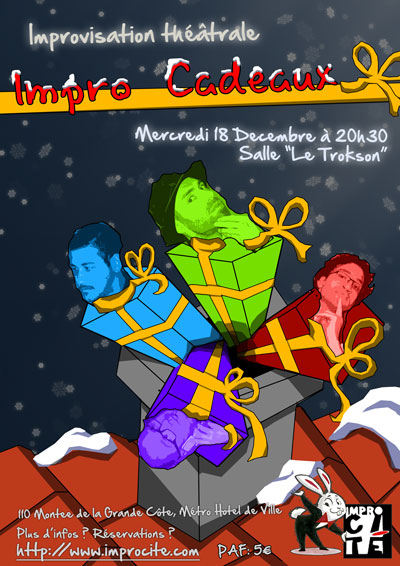 Improvisation théâtrale
Impro Cadeaux
Mercredi 18 Decembre à 20h30
Salle "Le Trokson"
110 Montee de la Grande Côte, Métro Hotel de Ville
Plus d'infos ? Réservations ?
http://www.improcite.com PAF: 5€
IMPRO
CITE